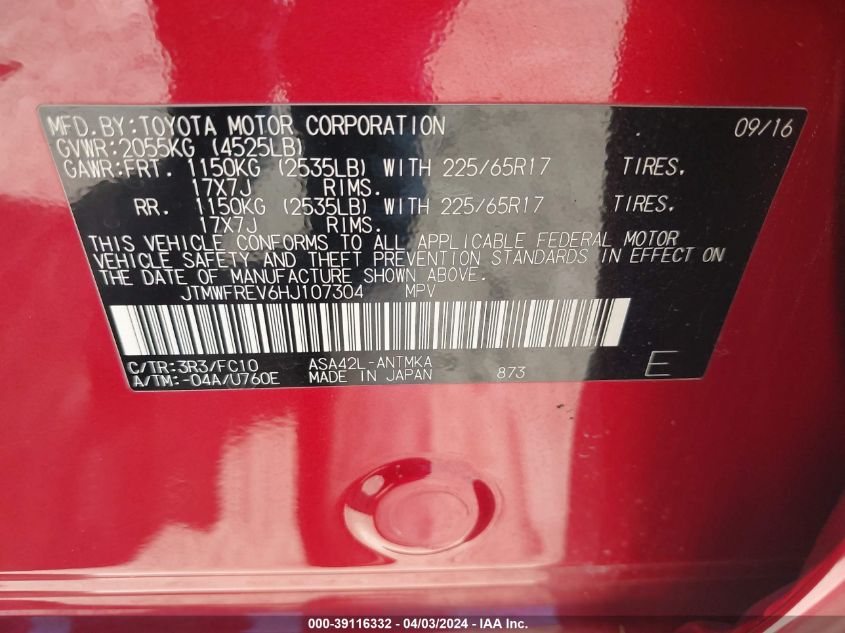 MFD.BY:TOYOTA MOTOR CORPORATION 09/16
GVWR:2055KG (4525LB)
GAWR:FRT. 1150KG (2535LB) WITH 225/65R17 TIRES.
17X7J RIMS.
RR. 1150KG (2535LB) WITH 225/65R17 TIRES.
17X7J RIMS.
THIS VEHICLE CONFORMS TO ALL APPLICABLE FEDERAL MOTOR
VEHICLE SAFETY AND THEFT PREVENTION STANDARDS IN EFFECT ON
THE DATE OF MANUFACTURE SHOWN ABOVE.
JTMWFREV6HJ107304 MPV
C/TR:3R3/FC10 ASA42L-ANTMKA
A/TM:-04A/U760E MADE IN JAPAN 873 E
000-39116332 - 04/03/2024 - IAA Inc.